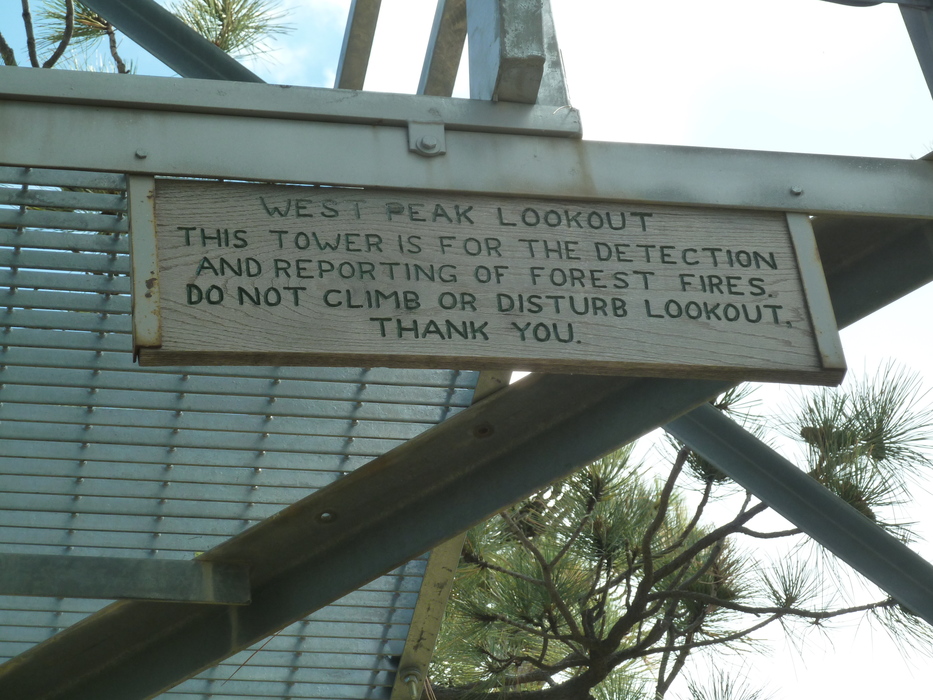 WEST PEAK LOOKOUT
THIS TOWER IS FOR THE DETECTION
AND REPORTING OF FOREST FIRES.
DO NOT CLIMB OR DISTURB LOOKOUT.
THANK YOU.